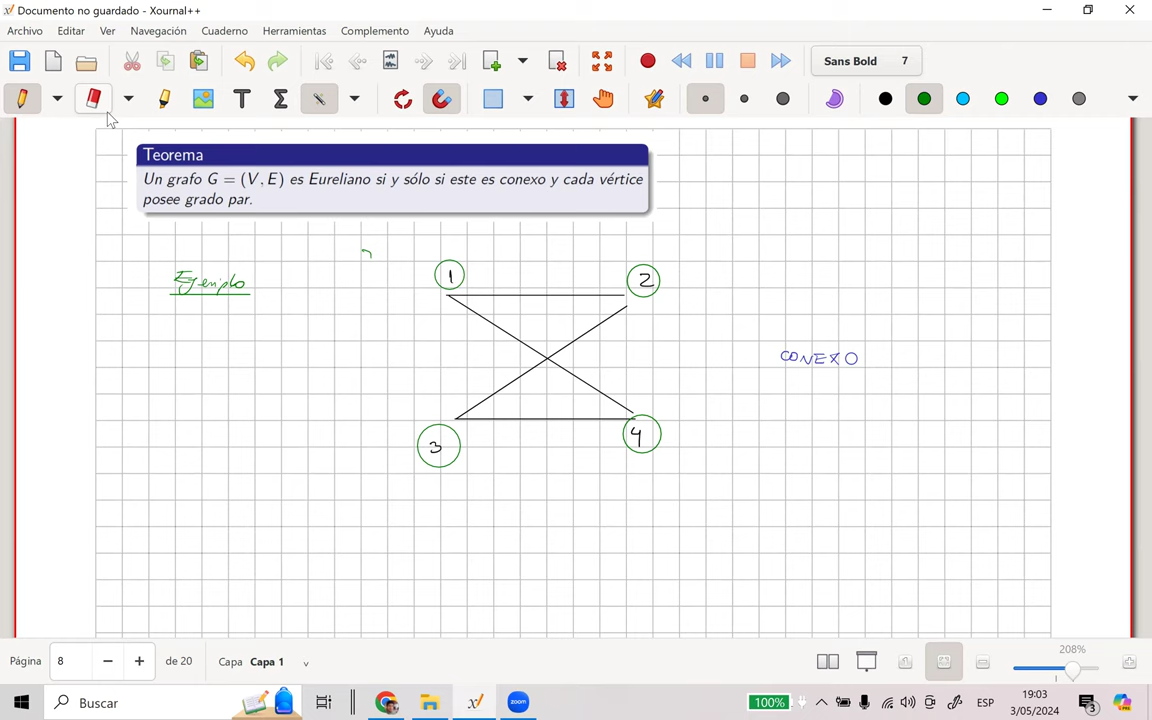 Documento no guardado - Xournal++
Archivo Editar Ver Navegación Cuaderno Herramientas Complemento Ayuda
Sans Bold 7
Teorema
Un grafo G = (V, E) es Eureliano si y sólo si este es conexo y cada vértice
posee grado par.
Ejemplo
1
2
CONEXO
3
4
Página 8 de 20 Capa Capa 1
208%
Buscar
zoom
100%
ESP
19:03
3/05/2024
3